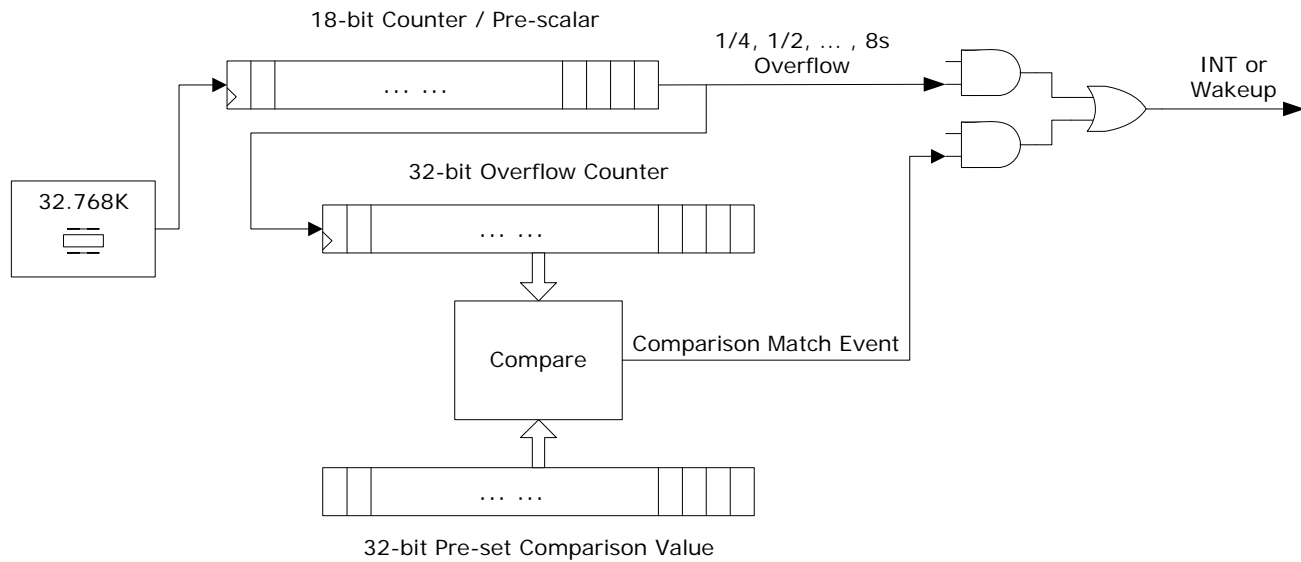 18-bit Counter / Pre-scalar
1/4, 1/2, ... , 8s
Overflow
INT or
Wakeup
... ...
32.768K
32-bit Overflow Counter
... ...
Compare
Comparison Match Event
... ...
32-bit Pre-set Comparison Value